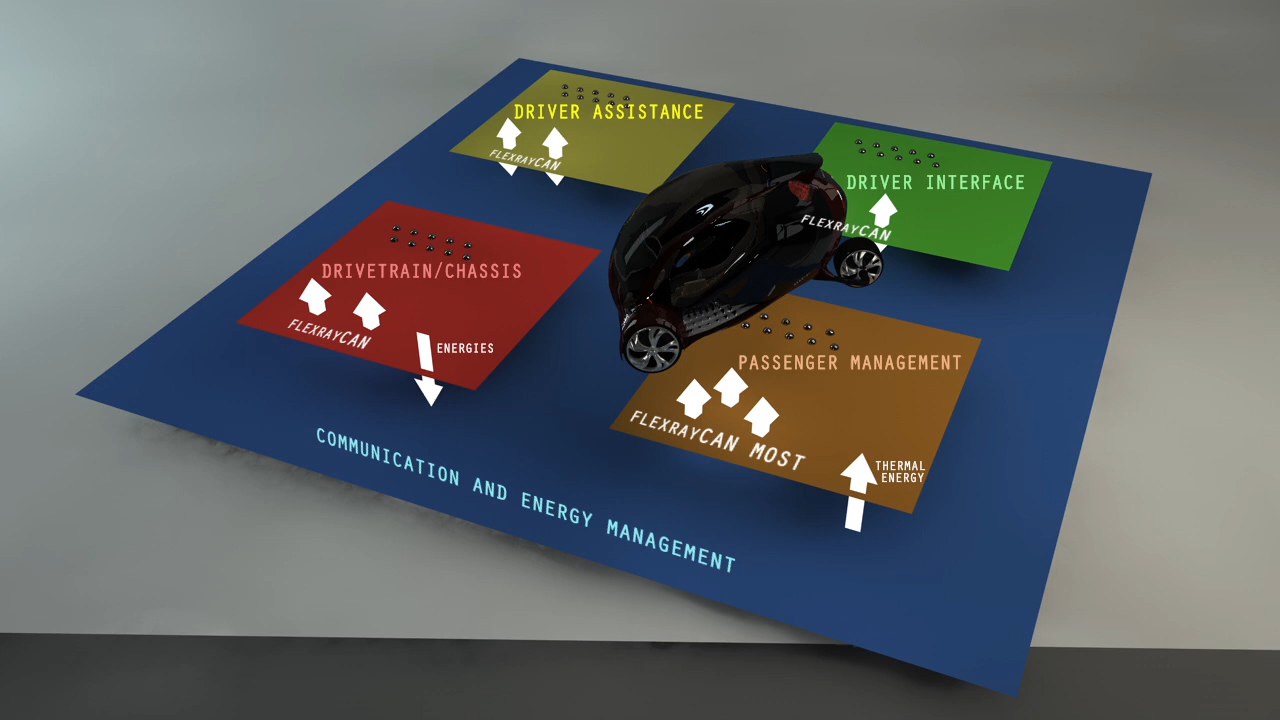 DRIVER ASSISTANCE
FLEXRAYCAN
DRIVER INTERFACE
FLEXRAYCAN
DRIVETRAIN/CHASSIS
FLEXRAYCAN
ENERGIES
PASSENGER MANAGEMENT
FLEXRAYCAN MOST
THERMAL
ENERGY
COMMUNICATION AND ENERGY MANAGEMENT